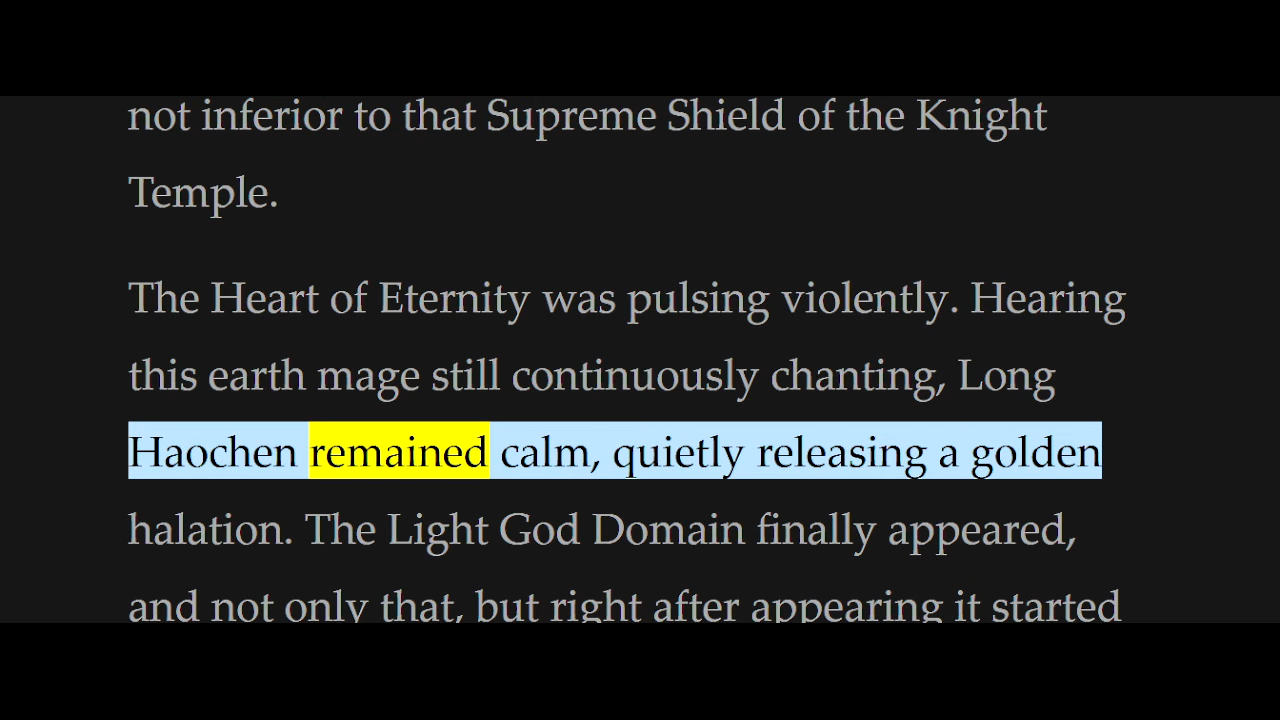 not inferior to that Supreme Shield of the Knight
Temple.
The Heart of Eternity was pulsing violently. Hearing
this earth mage still continuously chanting, Long
Haochen remained calm, quietly releasing a golden
halation. The Light God Domain finally appeared,
and not only that, but right after appearing it started